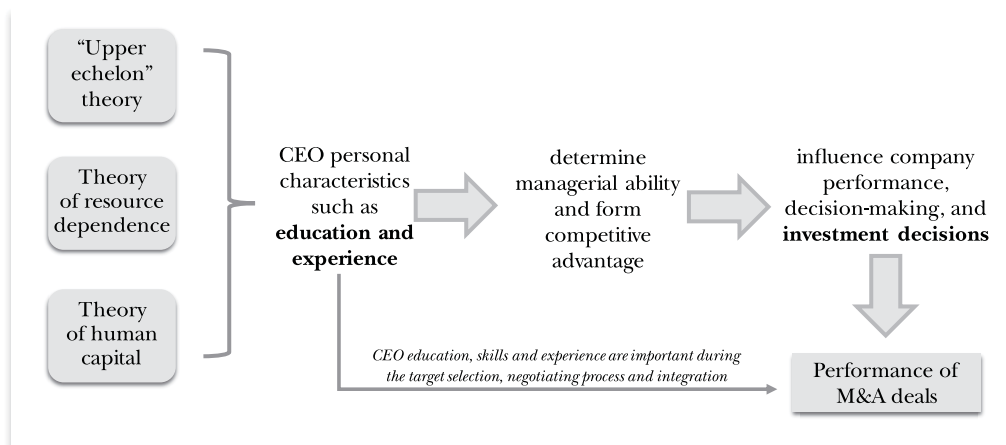 “Upper
echelon”
theory
Theory
of resource
dependence
Theory
of human
capital
CEO personal
characteristics
such as
education and
experience
determine
managerial ability
and form
competitive
advantage
influence company
performance,
decision-making, and
investment decisions
CEO education, skills and experience are important during
the target selection, negotiating process and integration
Performance of
M&A deals